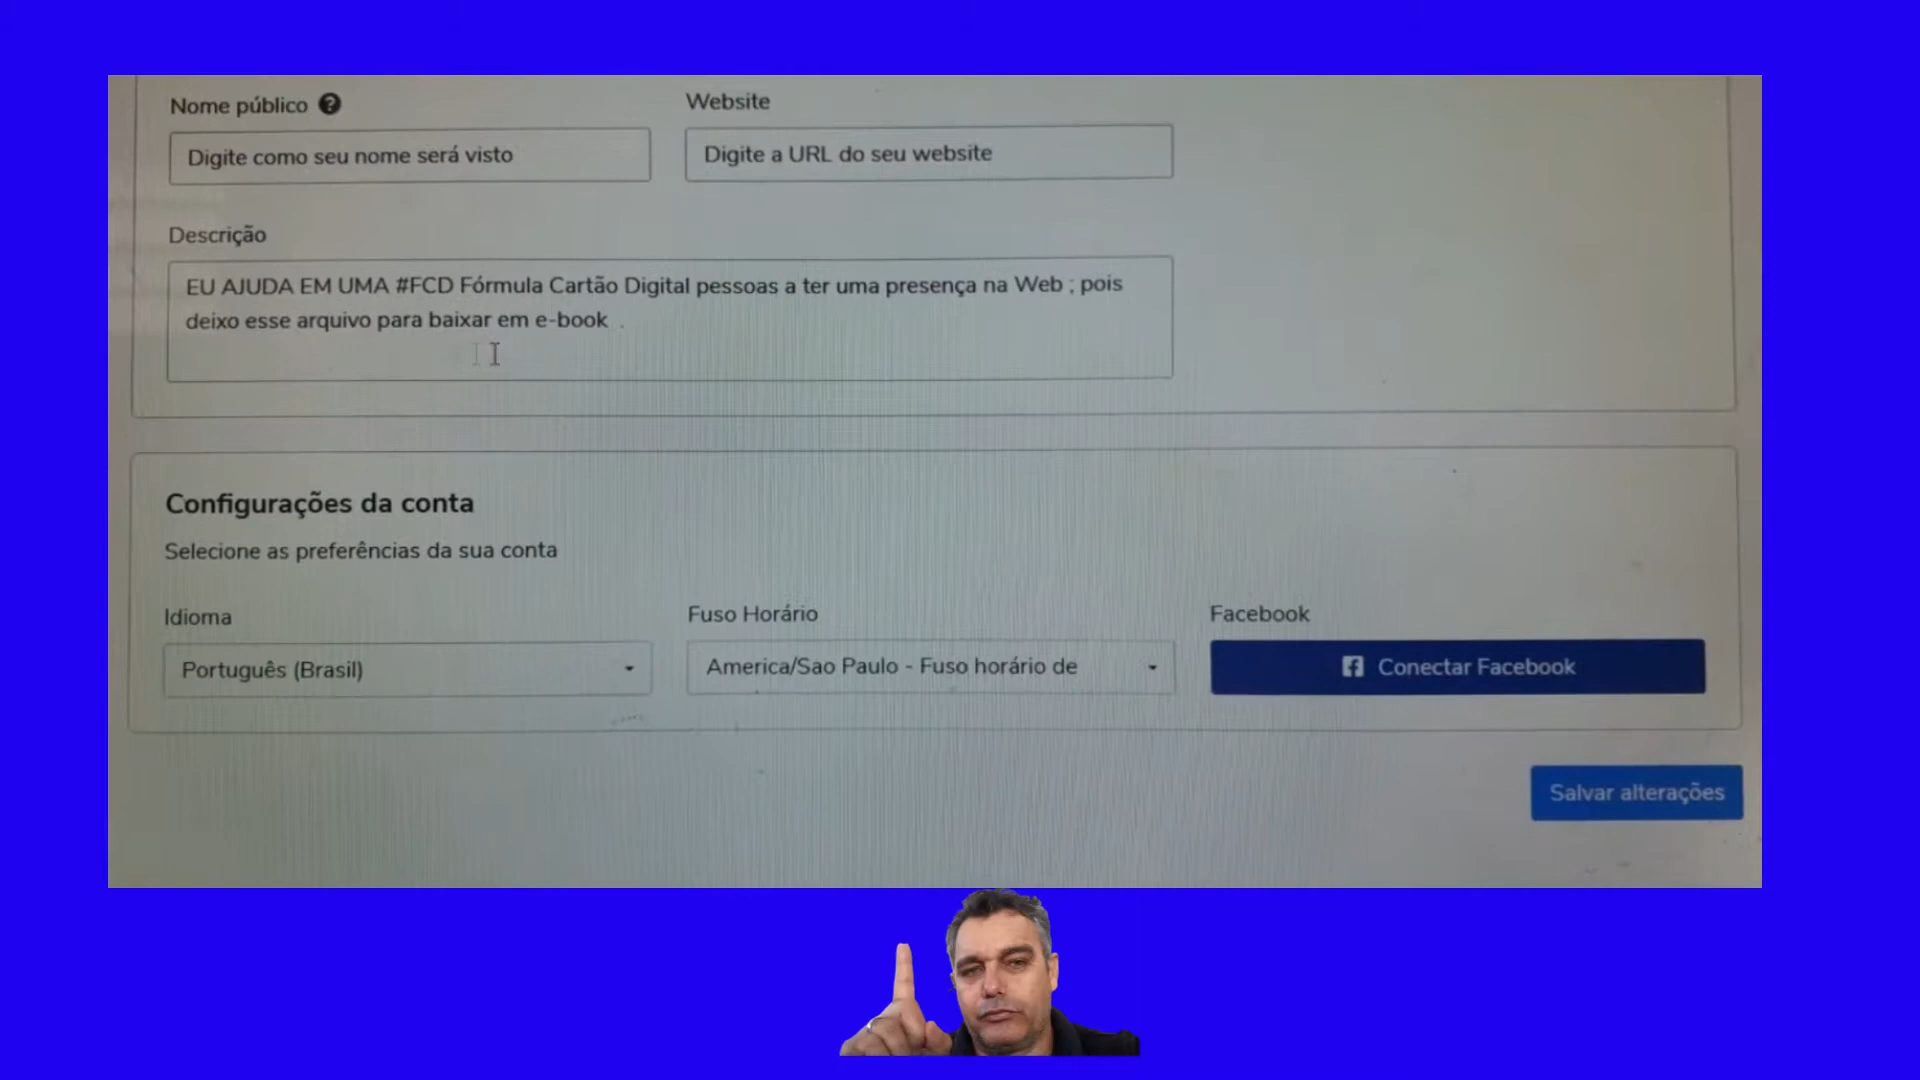 Nome público
Website
Digite como seu nome será visto
Digite a URL do seu website
Descrição
EU AJUDA EM UMA #FCD Fórmula Cartão Digital pessoas a ter uma presença na Web ; pois
deixo esse arquivo para baixar em e-book .
Configurações da conta
Selecione as preferências da sua conta
Idioma
Fuso Horário
Facebook
Português (Brasil)
America/Sao Paulo - Fuso horário de
Conectar Facebook
Salvar alterações